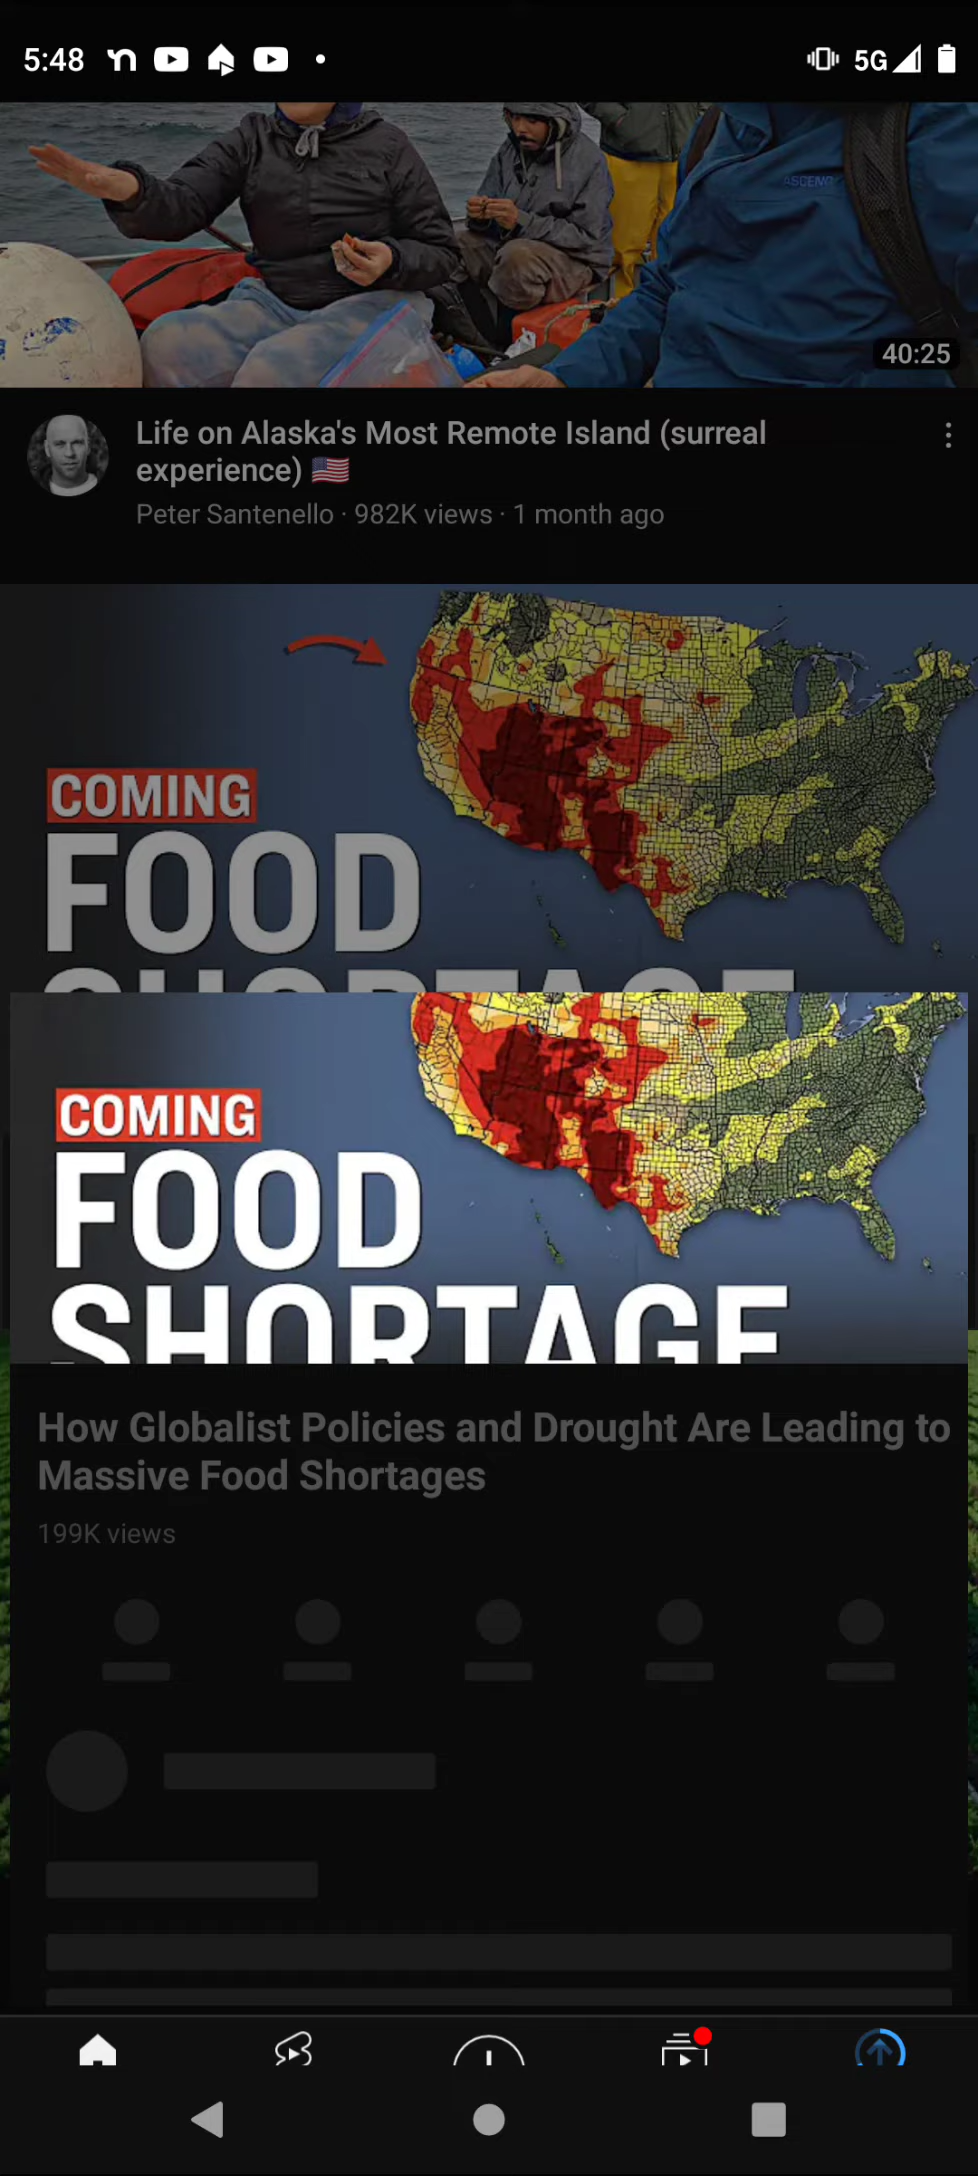 5:48
5G
ASCEND
40:25
Life on Alaska's Most Remote Island (surreal
experience) 🇺🇸
Peter Santenello · 982K views · 1 month ago
COMING
FOOD
SHORTAGE
COMING
FOOD
SHORTAGE
How Globalist Policies and Drought Are Leading to
Massive Food Shortages
199K views